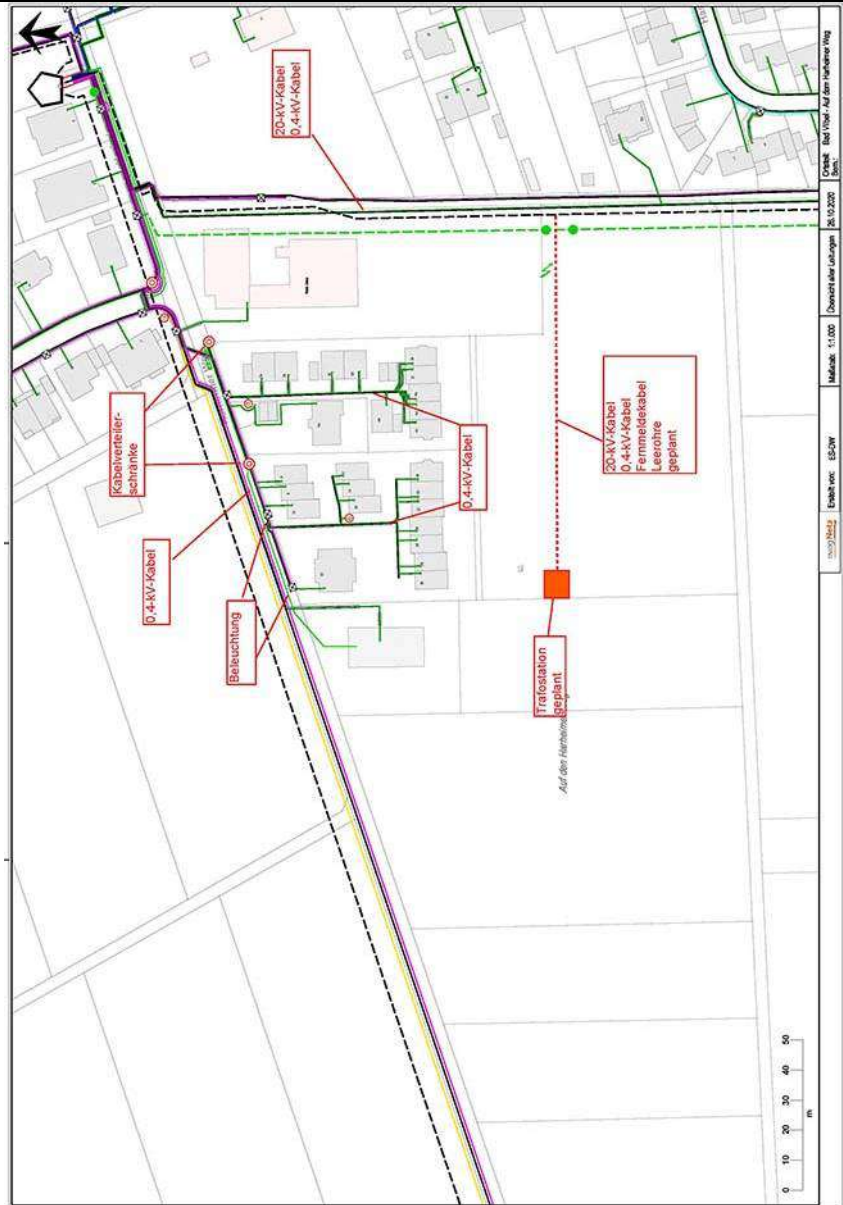 20-kV-Kabel
0,4-kV-Kabel
Kabelverteiler-
schränke
0,4-kV-Kabel
Beleuchtung
0,4-kV-Kabel
20-kV-Kabel
0,4-kV-Kabel
Fernmeldekabel
Leerohre
geplant
Trafostation
geplant
Auf den Harheimer
0 10 20 30 40 50
m
Erstellt von: ES-DW
Maßstab: 1:1.000
Übersicht aller Leitungen
26.10.2020
Ortsteil: Bad Vilbel - Auf dem Harheimer Weg
Bem.: